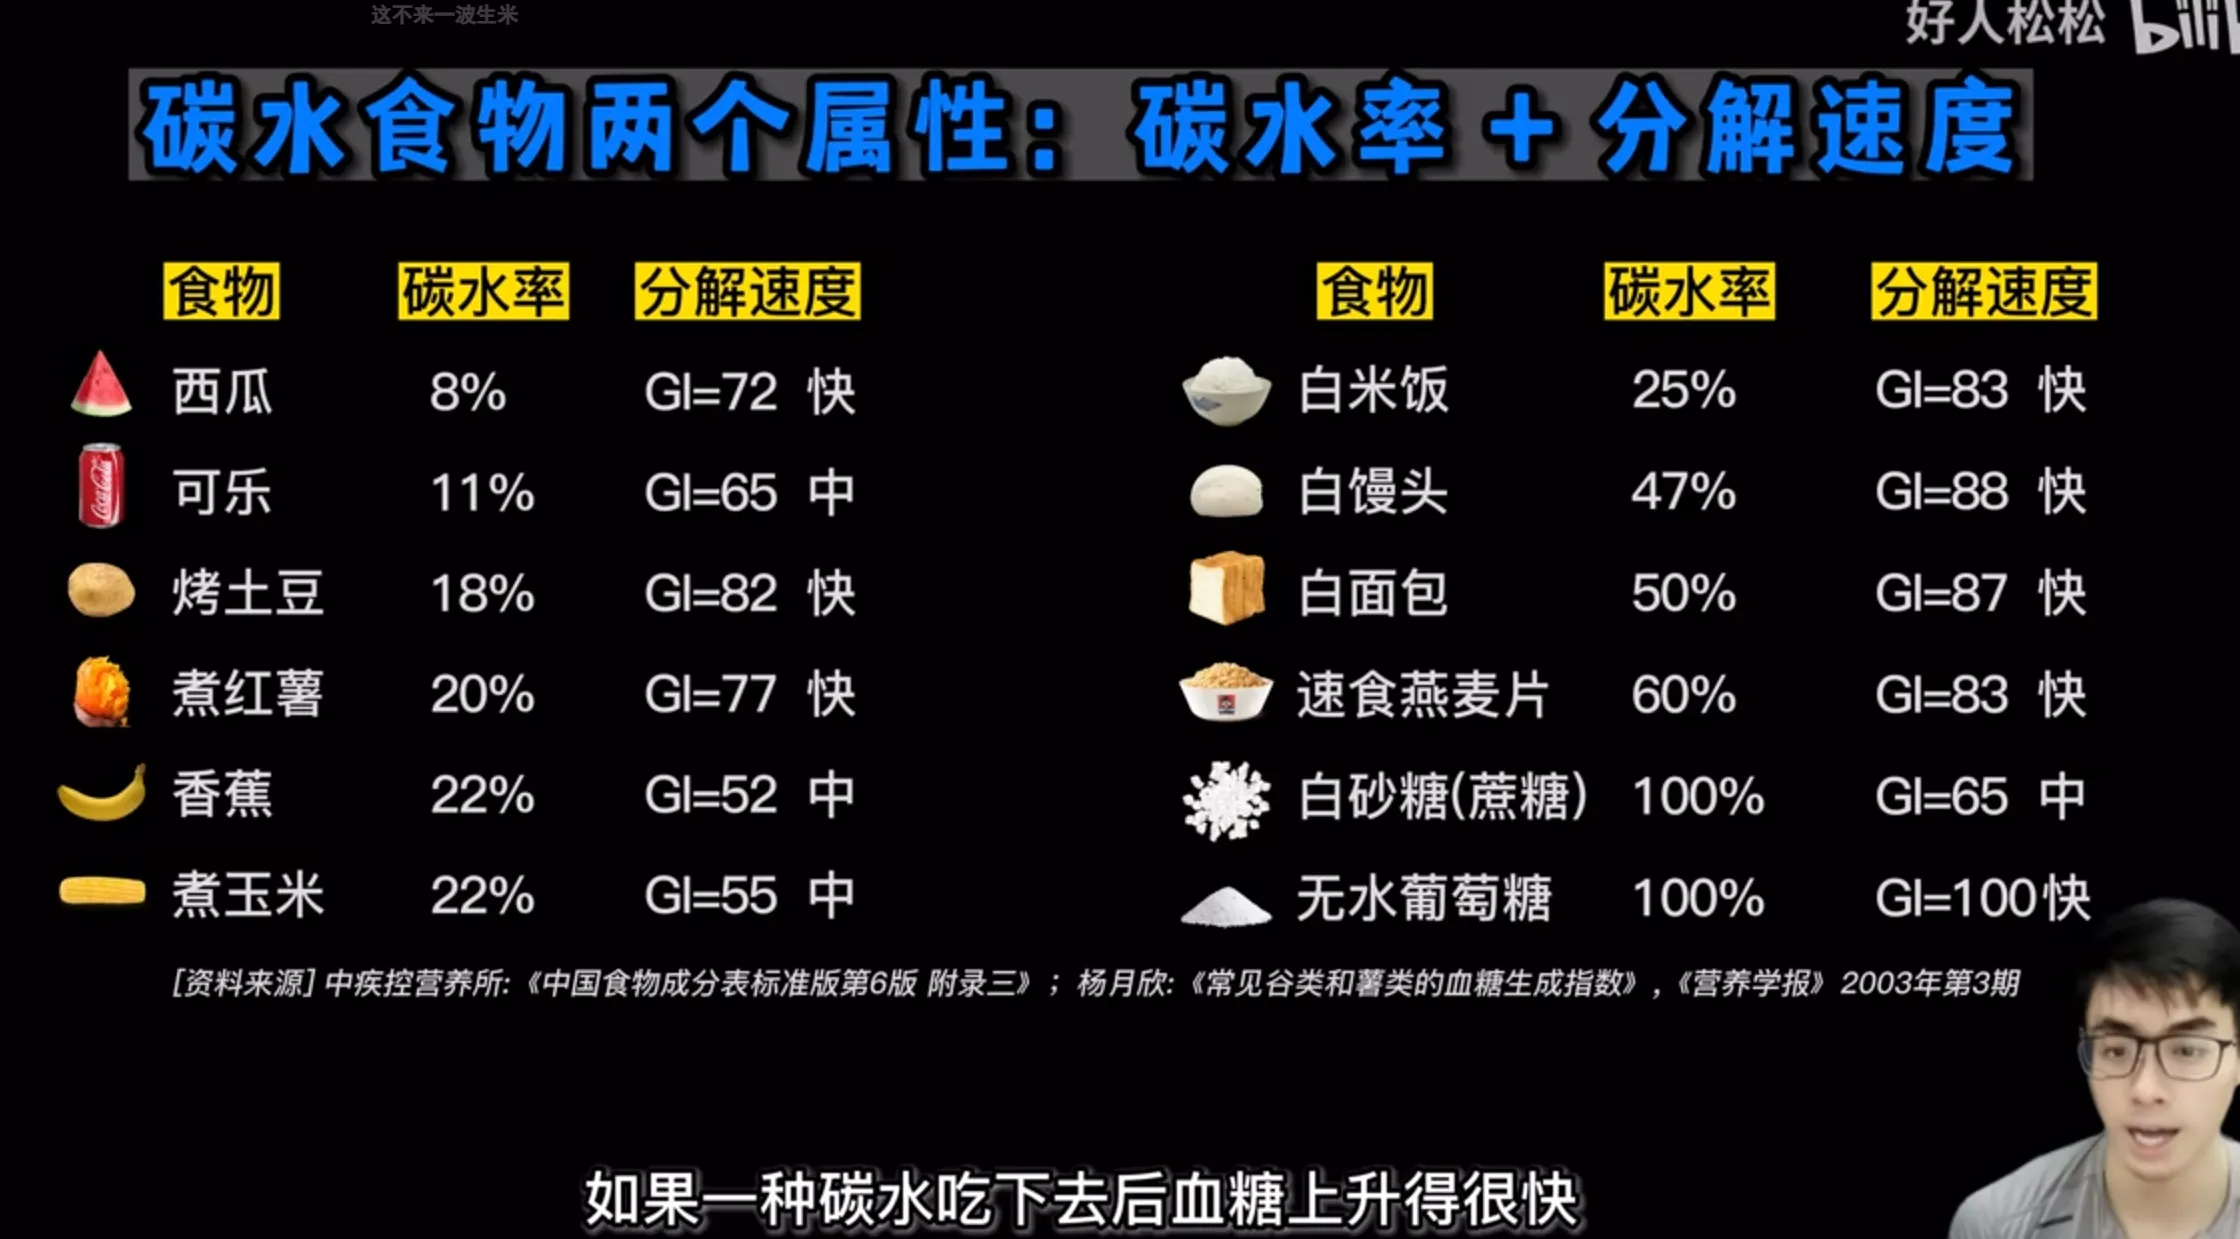 这不来一波生米
好人松松 bilib
碳水食物两个属性：碳水率＋分解速度
食物 碳水率 分解速度
西瓜 8% GI=72 快
可乐 11% GI=65 中
烤土豆 18% GI=82 快
煮红薯 20% GI=77 快
香蕉 22% GI=52 中
煮玉米 22% GI=55 中
食物 碳水率 分解速度
白米饭 25% GI=83 快
白馒头 47% GI=88 快
白面包 50% GI=87 快
速食燕麦片 60% GI=83 快
白砂糖(蔗糖) 100% GI=65 中
无水葡萄糖 100% GI=100 快
[资料来源] 中疾控营养所:《中国食物成分表标准版第6版 附录三》；杨月欣:《常见谷类和薯类的血糖生成指数》,《营养学报》2003年第3期
如果一种碳水吃下去后血糖上升得很快
Coca-Cola